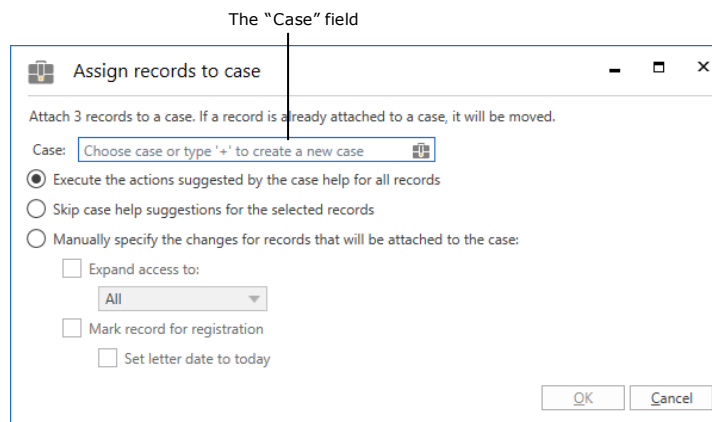 The “Case” field
Assign records to case
Attach 3 records to a case. If a record is already attached to a case, it will be moved.
Case: Choose case or type '+' to create a new case
Execute the actions suggested by the case help for all records
Skip case help suggestions for the selected records
Manually specify the changes for records that will be attached to the case:
Expand access to:
All
Mark record for registration
Set letter date to today
OK Cancel